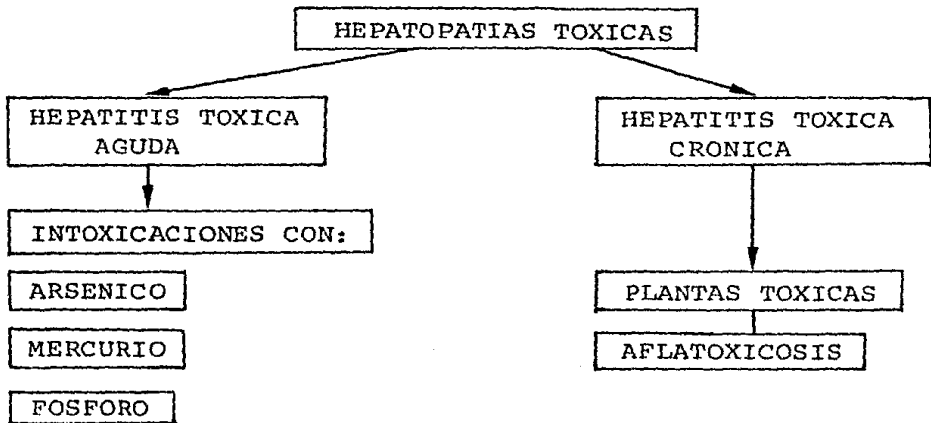 HEPATOPATIAS TOXICAS
HEPATITIS TOXICA
AGUDA
INTOXICACIONES CON:
ARSENICO
MERCURIO
FOSFORO
HEPATITIS TOXICA
CRONICA
PLANTAS TOXICAS
AFLATOXICOSIS